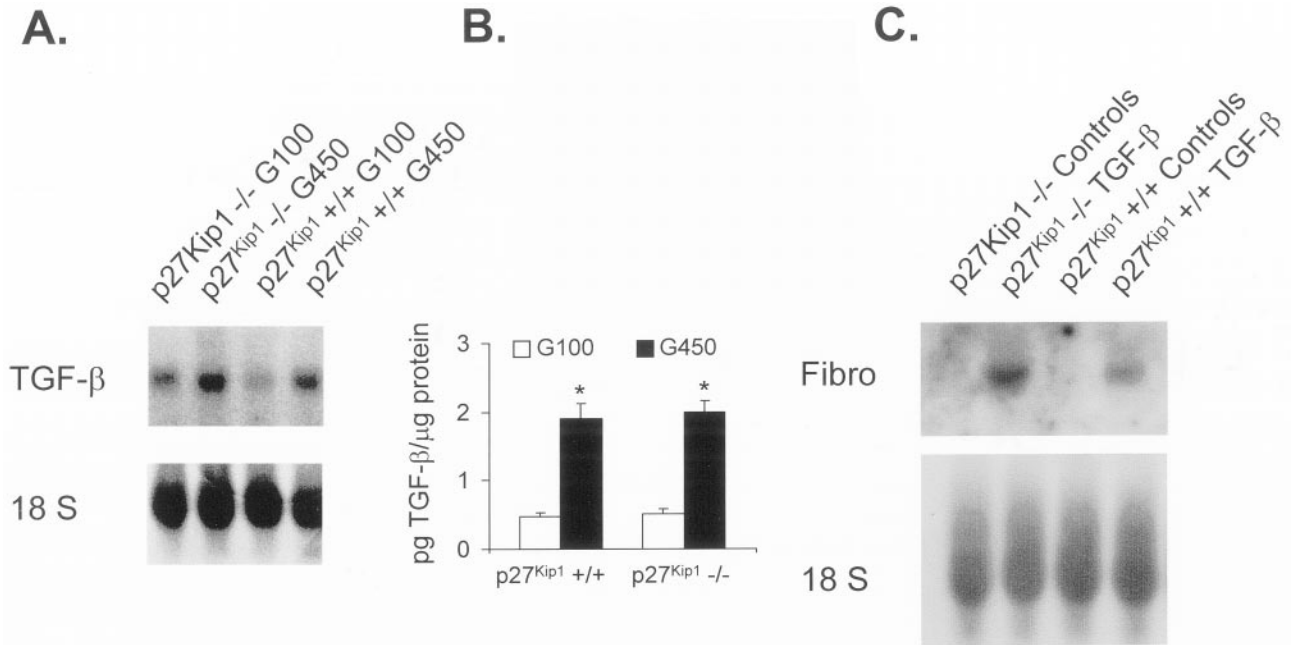 A.
p27Kip1 -/- G100
p27Kip1 -/- G450
p27Kip1 +/+ G100
p27Kip1 +/+ G450
TGF-β
18 S
B.
G100
G450
pg TGF-β/μg protein
3
2
1
0
*
*
p27Kip1 +/+
p27Kip1 -/-
C.
p27Kip1 -/- Controls
p27Kip1 -/- TGF-β
p27Kip1 +/+ Controls
p27Kip1 +/+ TGF-β
Fibro
18 S